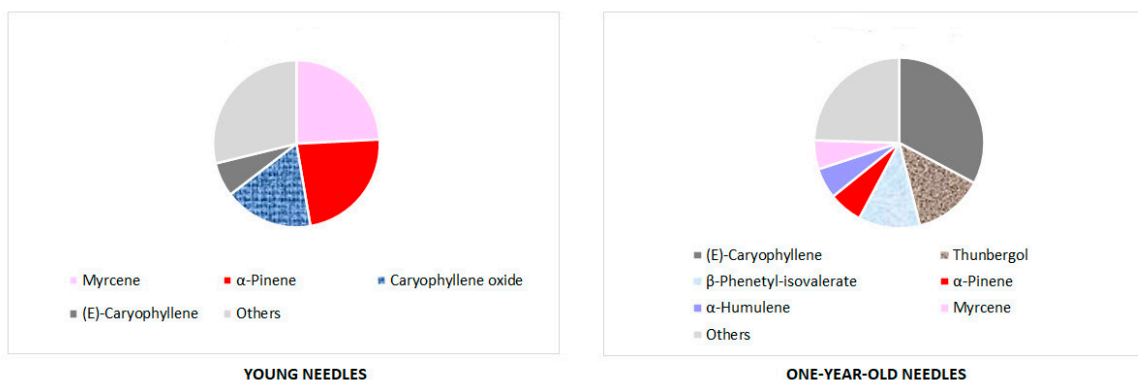 Myrcene α-Pinene Caryophyllene oxide
(E)-Caryophyllene Others
YOUNG NEEDLES
(E)-Caryophyllene Thunbergol
β-Phenetyl-isovalerate α-Pinene
α-Humulene Myrcene
Others
ONE-YEAR-OLD NEEDLES